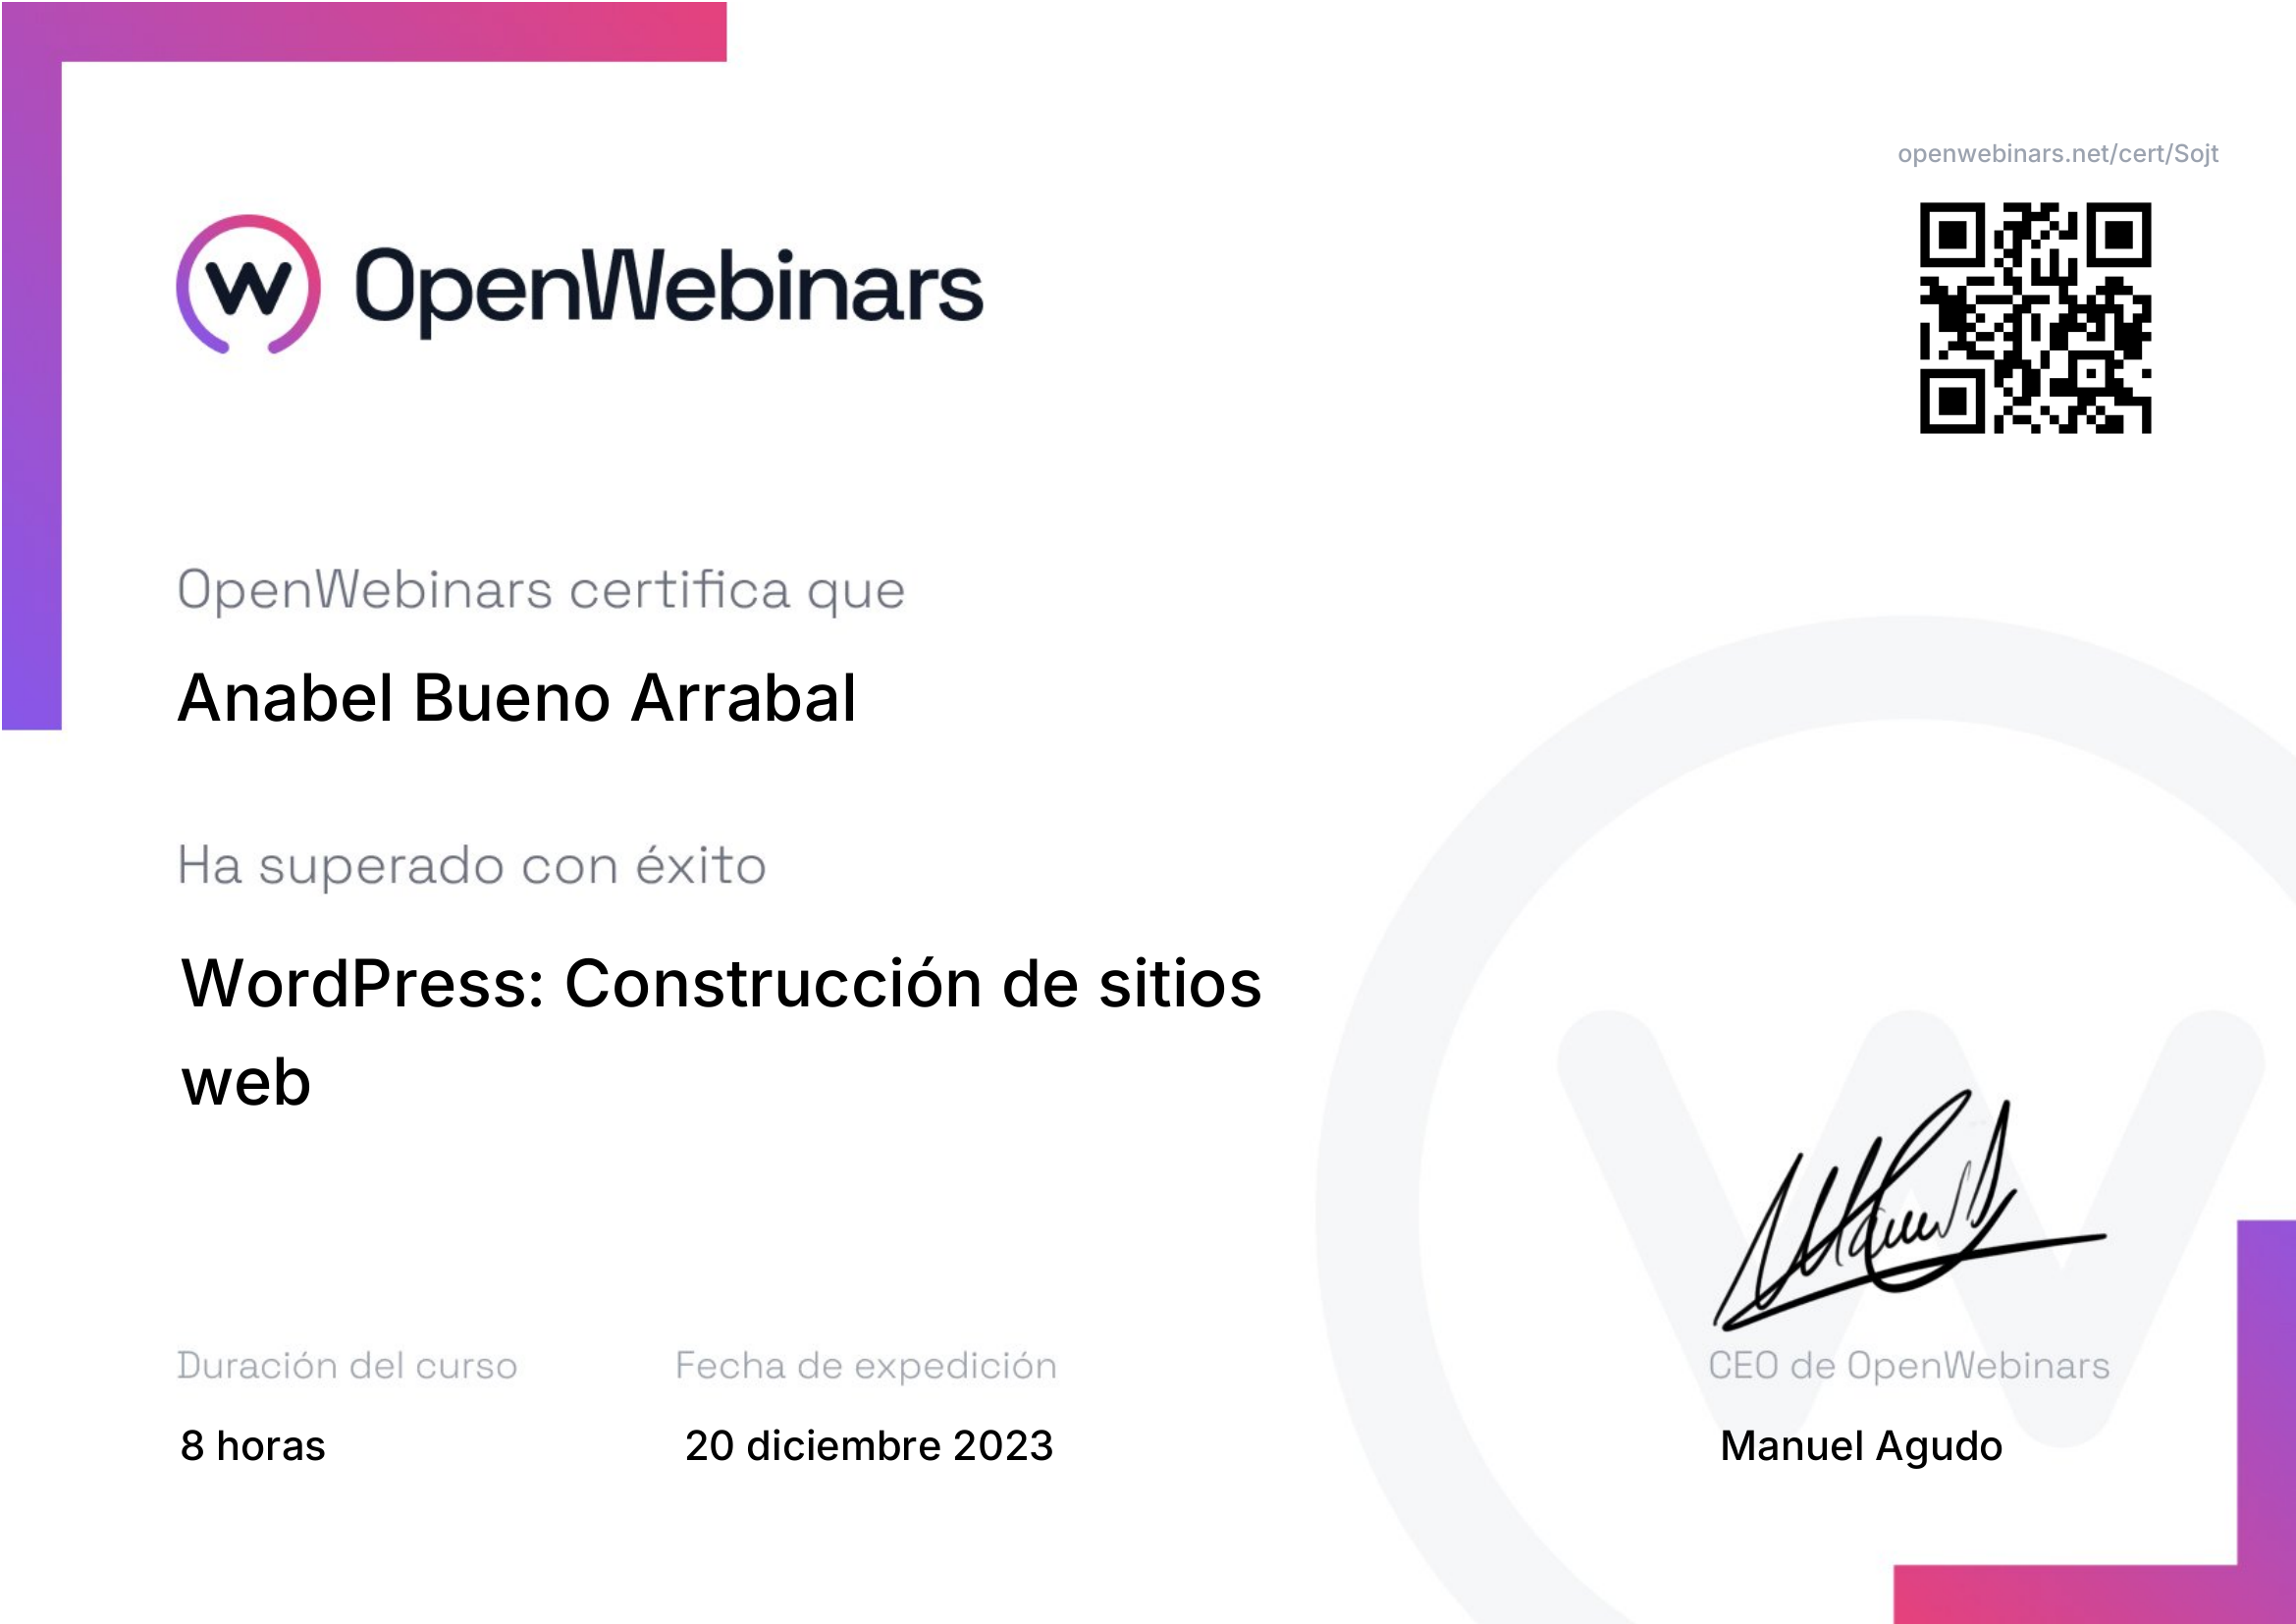 openwebinars.net/cert/Sojt
W OpenWebinars
OpenWebinars certifica que
Anabel Bueno Arrabal
Ha superado con éxito
WordPress: Construcción de sitios
web
Duración del curso
8 horas
Fecha de expedición
20 diciembre 2023
CEO de OpenWebinars
Manuel Agudo